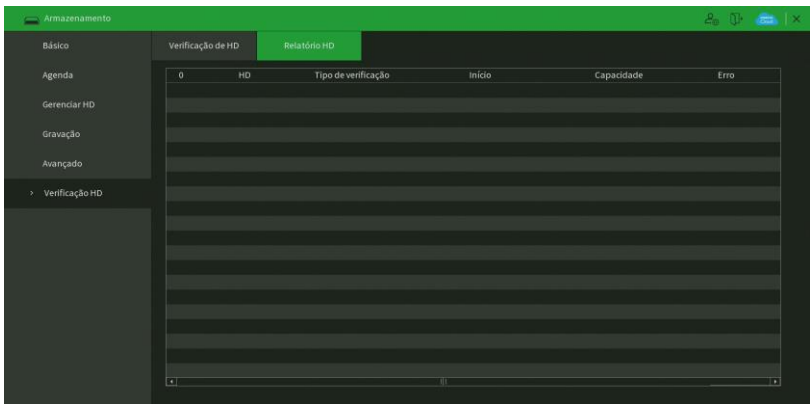 Armazenamento
Básico
Verificação de HD
Relatório HD
Agenda
0 HD Tipo de verificação Início Capacidade Erro
Gerenciar HD
Gravação
Avançado
> Verificação HD